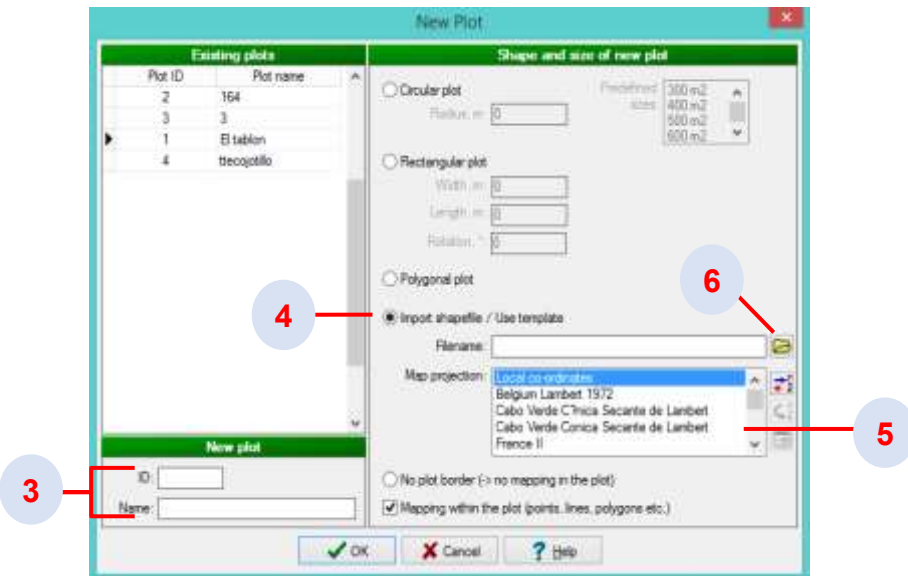 New Plot
Existing plots
Plot ID Plot name
2 164
3 3
1 El tablon
4 ttecojotillo
New plot
3
ID:
Name:
Shape and size of new plot
Circular plot
Radius, m: 0
Predefined sizes:
300 m2
400 m2
500 m2
600 m2
Rectangular plot
Width, m: 0
Length, m: 0
Rotation, °: 0
Polygonal plot
6
4
Import shapefile / Use template
Filename:
Map projection:
Local co-ordinates
Belgium Lambert 1972
Cabo Verde C?nica Secante de Lambert
Cabo Verde Conica Secante de Lambert
France II
5
No plot border (-> no mapping in the plot)
Mapping within the plot (points, lines, polygons etc.)
OK Cancel ? Help